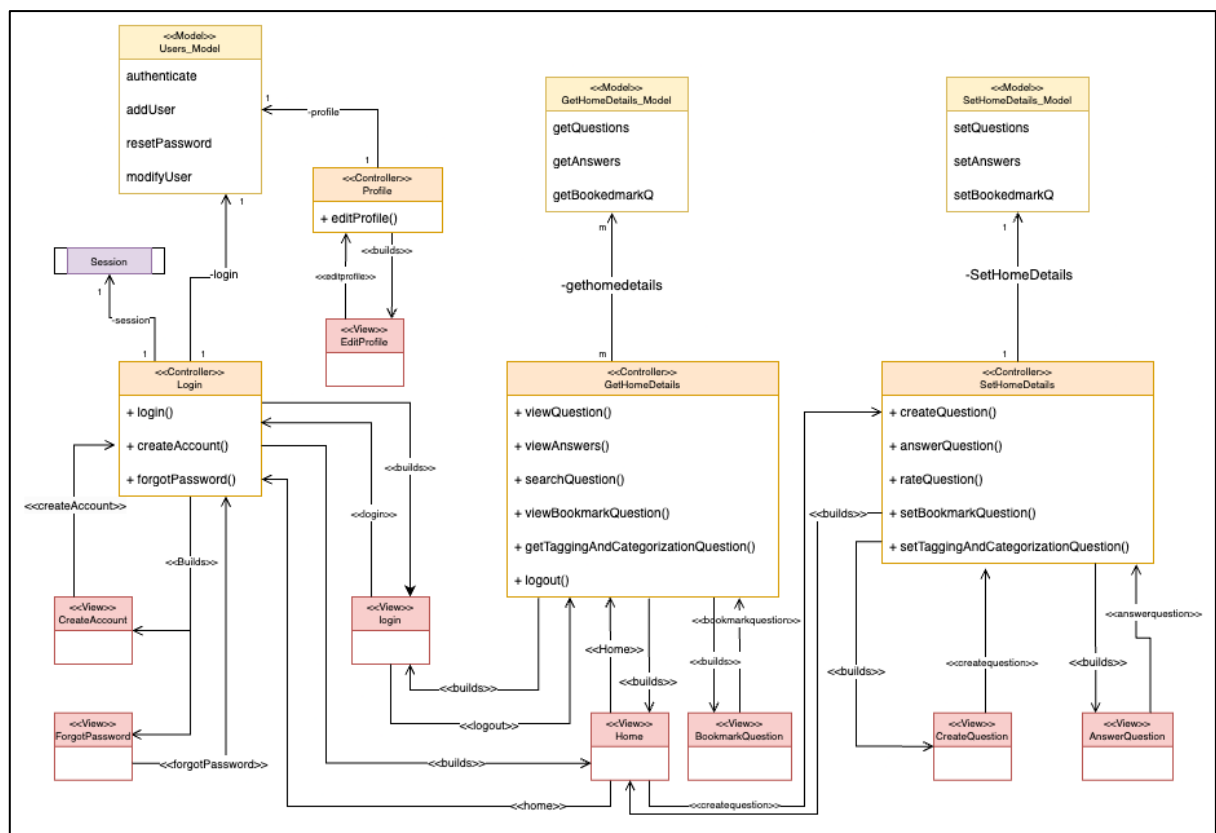 <<Model>>
Users_Model
authenticate
addUser
resetPassword
modifyUser
1
-profile
1
1
<<Controller>>
Profile
+ editProfile()
<<builds>>
<<editprofile>>
<<View>>
EditProfile
Session
1
-session
-login
1
1
<<Controller>>
Login
+ login()
+ createAccount()
+ forgotPassword()
<<createAccount>>
<<Builds>>
<<builds>>
<<login>>
<<View>>
CreateAccount
<<View>>
ForgotPassword
<<forgotPassword>>
<<View>>
login
<<builds>>
<<logout>>
<<builds>>
<<home>>
<<Model>>
GetHomeDetails_Model
getQuestions
getAnswers
getBookedmarkQ
m
-gethomedetails
m
<<Controller>>
GetHomeDetails
+ viewQuestion()
+ viewAnswers()
+ searchQuestion()
+ viewBookmarkQuestion()
+ getTaggingAndCategorizationQuestion()
+ logout()
<<Home>>
<<builds>>
<<bookmarkquestion>>
<<builds>>
<<View>>
Home
<<View>>
BookmarkQuestion
<<createquestion>>
<<Model>>
SetHomeDetails_Model
setQuestions
setAnswers
setBookedmarkQ
1
-SetHomeDetails
1
<<Controller>>
SetHomeDetails
+ createQuestion()
+ answerQuestion()
+ rateQuestion()
+ setBookmarkQuestion()
+ setTaggingAndCategorizationQuestion()
<<builds>>
<<answerquestion>>
<<builds>>
<<createquestion>>
<<builds>>
<<View>>
CreateQuestion
<<View>>
AnswerQuestion